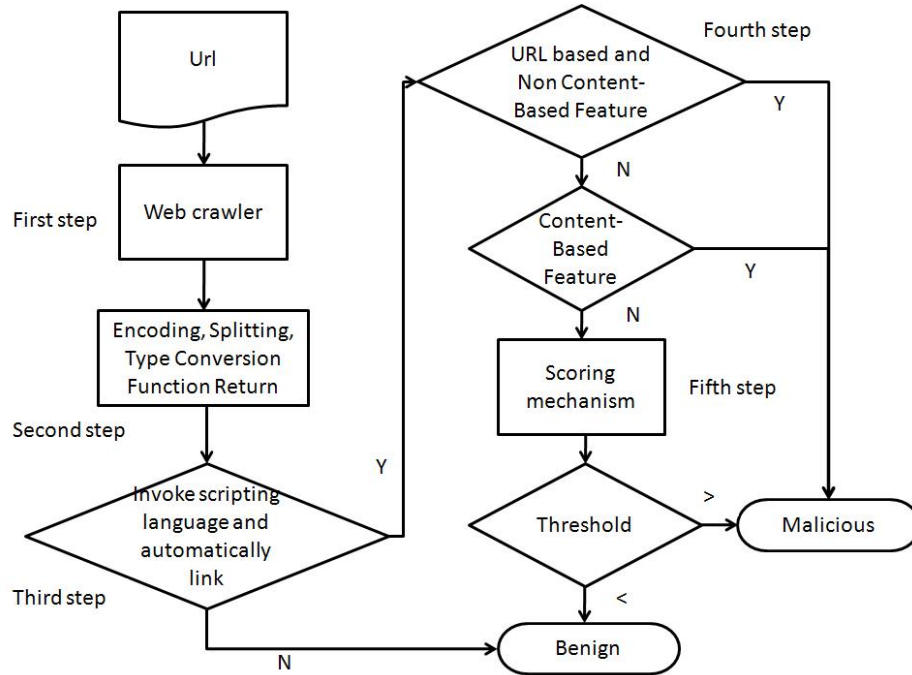 Url
First step
Web crawler
Encoding, Splitting,
Type Conversion
Function Return
Second step
Invoke scripting
language and
automatically
link
Y
Third step
N
Fourth step
URL based and
Non Content-
Based Feature
Y
N
Content-
Based
Feature
Y
N
Scoring
mechanism
Fifth step
Threshold
>
Malicious
<
Benign